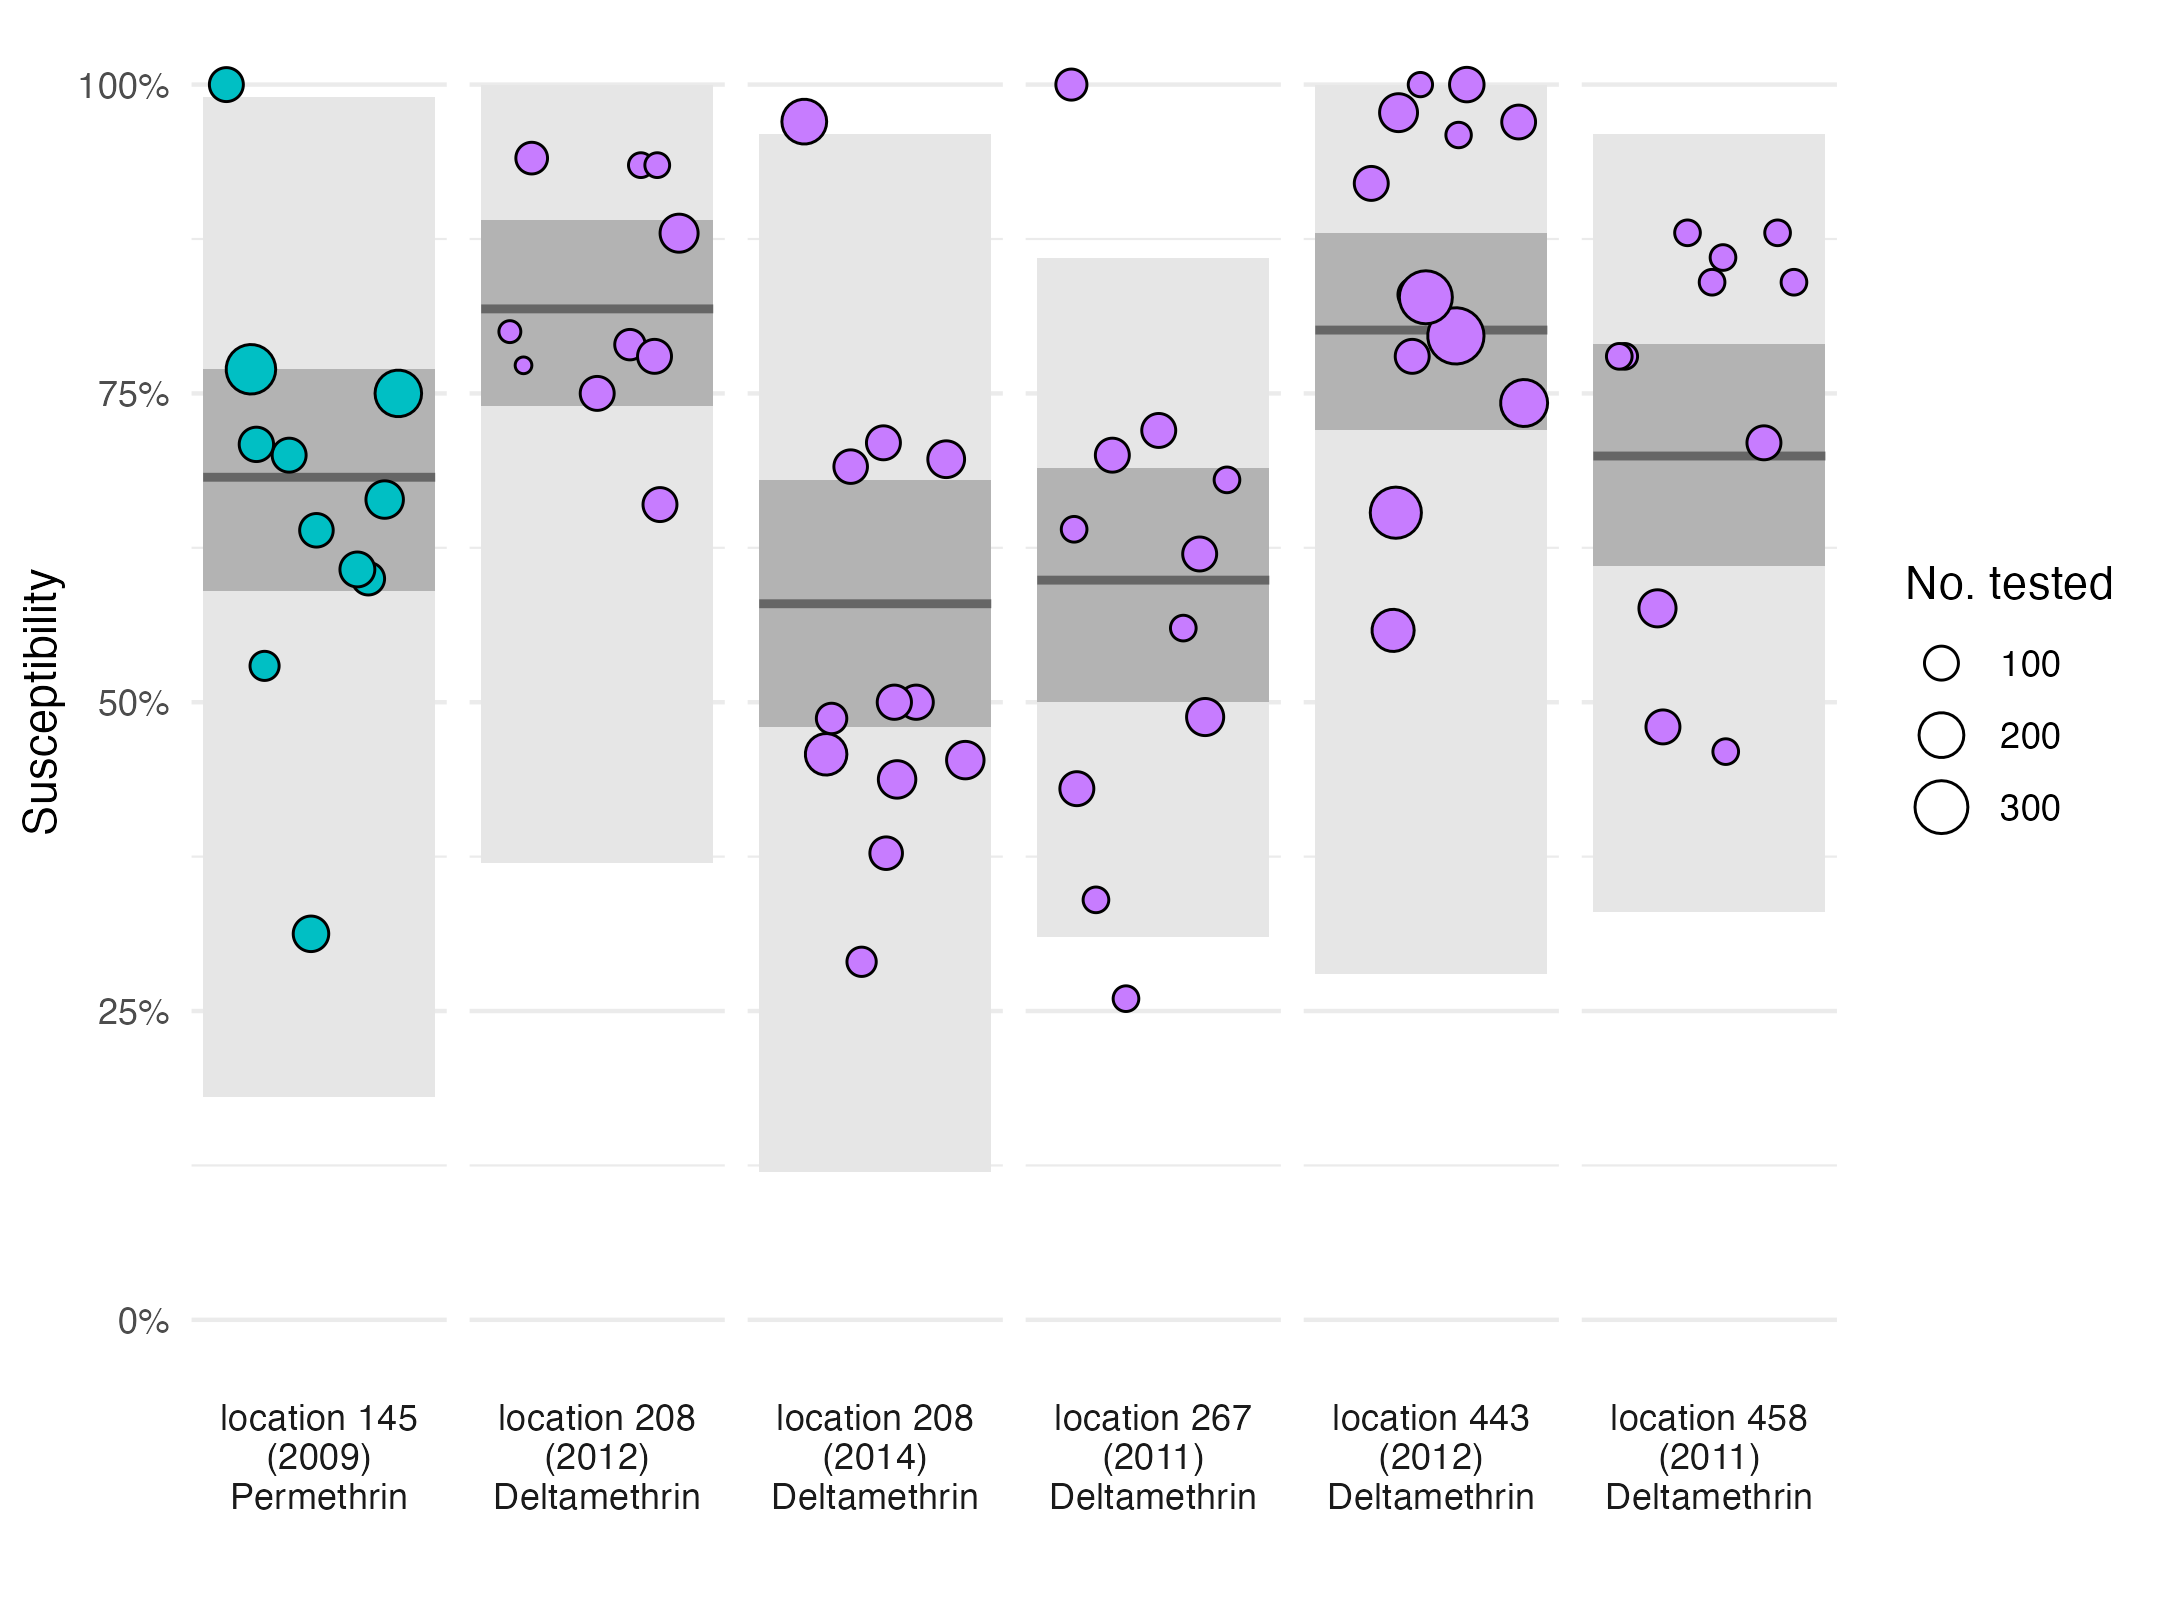 Susceptibility
100%
75%
50%
25%
0%
location 145
(2009)
Permethrin
location 208
(2012)
Deltamethrin
location 208
(2014)
Deltamethrin
location 267
(2011)
Deltamethrin
location 443
(2012)
Deltamethrin
location 458
(2011)
Deltamethrin
No. tested
100
200
300